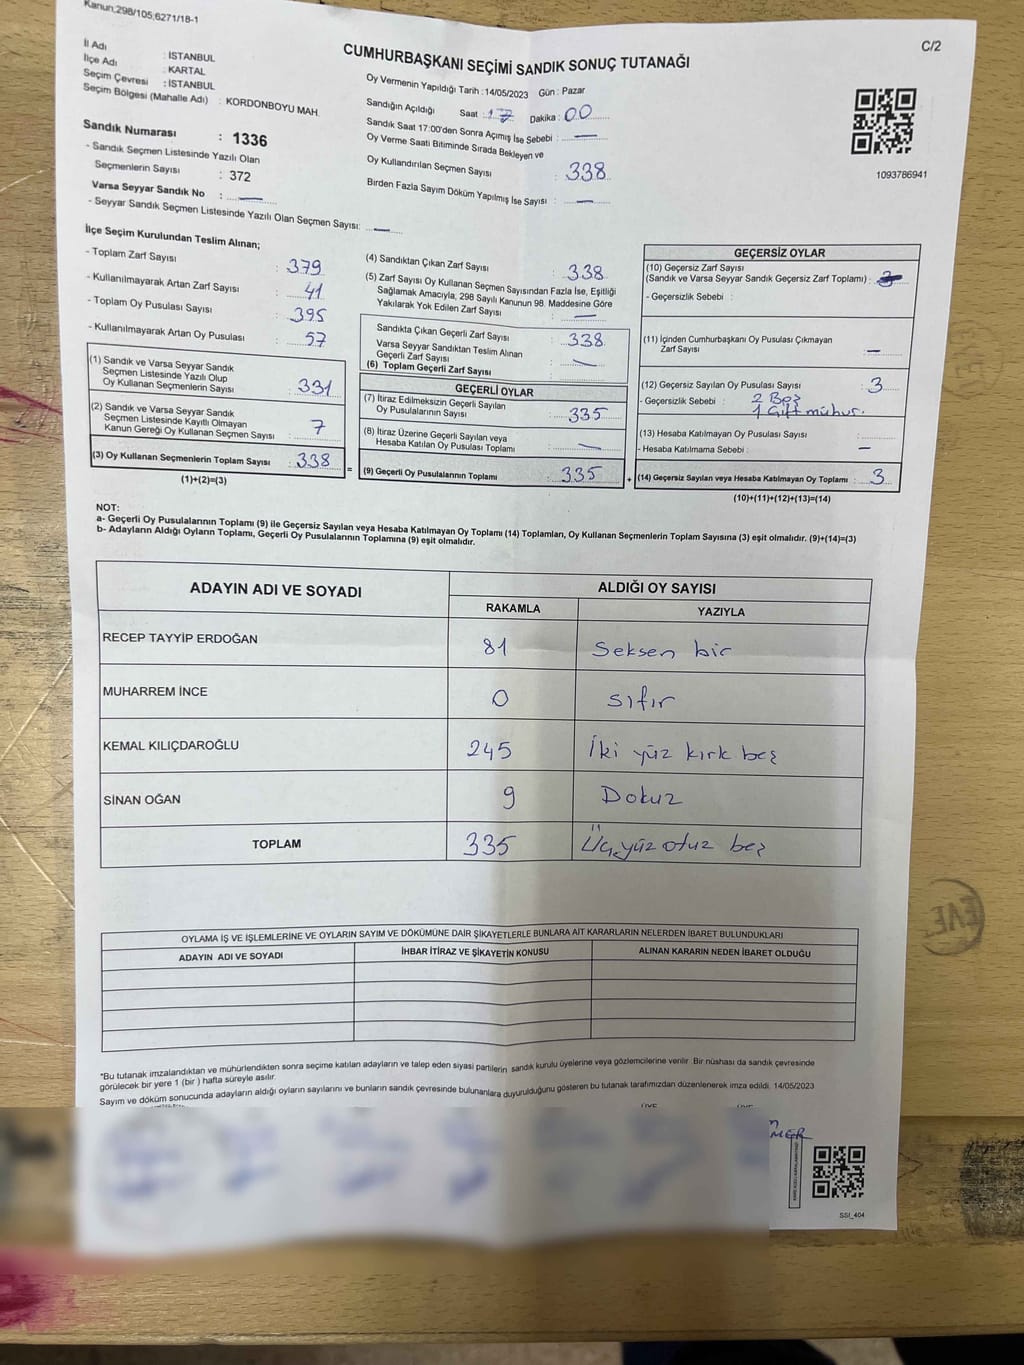 Kanun;298/105;6271/18-1
C/2
CUMHURBAŞKANI SEÇİMİ SANDIK SONUÇ TUTANAĞI
İl Adı : İSTANBUL
İlçe Adı : KARTAL
Seçim Çevresi : İSTANBUL
Seçim Bölgesi (Mahalle Adı) : KORDONBOYU MAH.
Sandık Numarası : 1336
- Sandık Seçmen Listesinde Yazılı Olan
Seçmenlerin Sayısı : 372
Varsa Seyyar Sandık No : —
- Seyyar Sandık Seçmen Listesinde Yazılı Olan Seçmen Sayısı: —
Oy Vermenin Yapıldığı Tarih : 14/05/2023 Gün : Pazar
Sandığın Açıldığı Saat : 17 Dakika : 00
Sandık Saat 17:00'den Sonra Açımış İse Sebebi : —
Oy Verme Saati Bitiminde Sırada Bekleyen ve
Oy Kullandırılan Seçmen Sayısı : 338
Birden Fazla Sayım Döküm Yapılmış İse Sayısı : —
1093786941
İlçe Seçim Kurulundan Teslim Alınan;
- Toplam Zarf Sayısı : 379
- Kullanılmayarak Artan Zarf Sayısı : 41
- Toplam Oy Pusulası Sayısı : 395
- Kullanılmayarak Artan Oy Pusulası : 57
(1) Sandık ve Varsa Seyyar Sandık
Seçmen Listesinde Yazılı Olup
Oy Kullanan Seçmenlerin Sayısı : 331
(2) Sandık ve Varsa Seyyar Sandık
Seçmen Listesinde Kayıtlı Olmayan
Kanun Gereği Oy Kullanan Seçmen Sayısı : 7
(3) Oy Kullanan Seçmenlerin Toplam Sayısı : 338
(1)+(2)=(3)
(4) Sandıktan Çıkan Zarf Sayısı : 338
(5) Zarf Sayısı Oy Kullanan Seçmen Sayısından Fazla İse, Eşitliği
Sağlamak Amacıyla, 298 Sayılı Kanunun 98. Maddesine Göre
Yakılarak Yok Edilen Zarf Sayısı : —
Sandıkta Çıkan Geçerli Zarf Sayısı : 338
Varsa Seyyar Sandıktan Teslim Alınan
Geçerli Zarf Sayısı : —
(6) Toplam Geçerli Zarf Sayısı :
GEÇERLİ OYLAR
(7) İtiraz Edilmeksizin Geçerli Sayılan
Oy Pusulalarının Sayısı : 335
(8) İtiraz Üzerine Geçerli Sayılan veya
Hesaba Katılan Oy Pusulası Toplamı : —
= (9) Geçerli Oy Pusulalarının Toplamı : 335
GEÇERSİZ OYLAR
(10) Geçersiz Zarf Sayısı
(Sandık ve Varsa Seyyar Sandık Geçersiz Zarf Toplamı) :
- Geçersizlik Sebebi :
(11) İçinden Cumhurbaşkanı Oy Pusulası Çıkmayan
Zarf Sayısı : —
(12) Geçersiz Sayılan Oy Pusulası Sayısı : 3
- Geçersizlik Sebebi : 2 Boş
1 Çift mühür.
(13) Hesaba Katılmayan Oy Pusulası Sayısı :
- Hesaba Katılmama Sebebi : —
+ (14) Geçersiz Sayılan veya Hesaba Katılmayan Oy Toplamı : 3
(10)+(11)+(12)+(13)=(14)
NOT:
a- Geçerli Oy Pusulalarının Toplamı (9) ile Geçersiz Sayılan veya Hesaba Katılmayan Oy Toplamı (14) Toplamları, Oy Kullanan Seçmenlerin Toplam Sayısına (3) eşit olmalıdır. (9)+(14)=(3)
b- Adayların Aldığı Oyların Toplamı, Geçerli Oy Pusulalarının Toplamına (9) eşit olmalıdır.
ADAYIN ADI VE SOYADI
ALDIĞI OY SAYISI
RAKAMLA YAZIYLA
RECEP TAYYİP ERDOĞAN 81 Seksen bir
MUHARREM İNCE 0 sıfır
KEMAL KILIÇDAROĞLU 245 İki yüz kırk beş
SİNAN OĞAN 9 Dokuz
TOPLAM 335 Üç yüz otuz beş
OYLAMA İŞ VE İŞLEMLERİNE VE OYLARIN SAYIM VE DÖKÜMÜNE DAİR ŞİKAYETLERLE BUNLARA AİT KARARLARIN NELERDEN İBARET BULUNDUKLARI
ADAYIN ADI VE SOYADI İHBAR İTİRAZ VE ŞİKAYETİN KONUSU ALINAN KARARIN NEDEN İBARET OLDUĞU
*Bu tutanak imzalandıktan ve mühürlendikten sonra seçime katılan adayların ve talep eden siyasi partilerin sandık kurulu üyelerine veya gözlemcilerine verilir. Bir nüshası da sandık çevresinde
görülecek bir yere 1 (bir) hafta süreyle asılır.
Sayım ve döküm sonucunda adayların aldığı oyların sayılarını ve bunların sandık çevresinde bulunanlara duyurulduğunu gösteren bu tutanak tarafımızdan düzenlenerek imza edildi. 14/05/2023
SSI_404